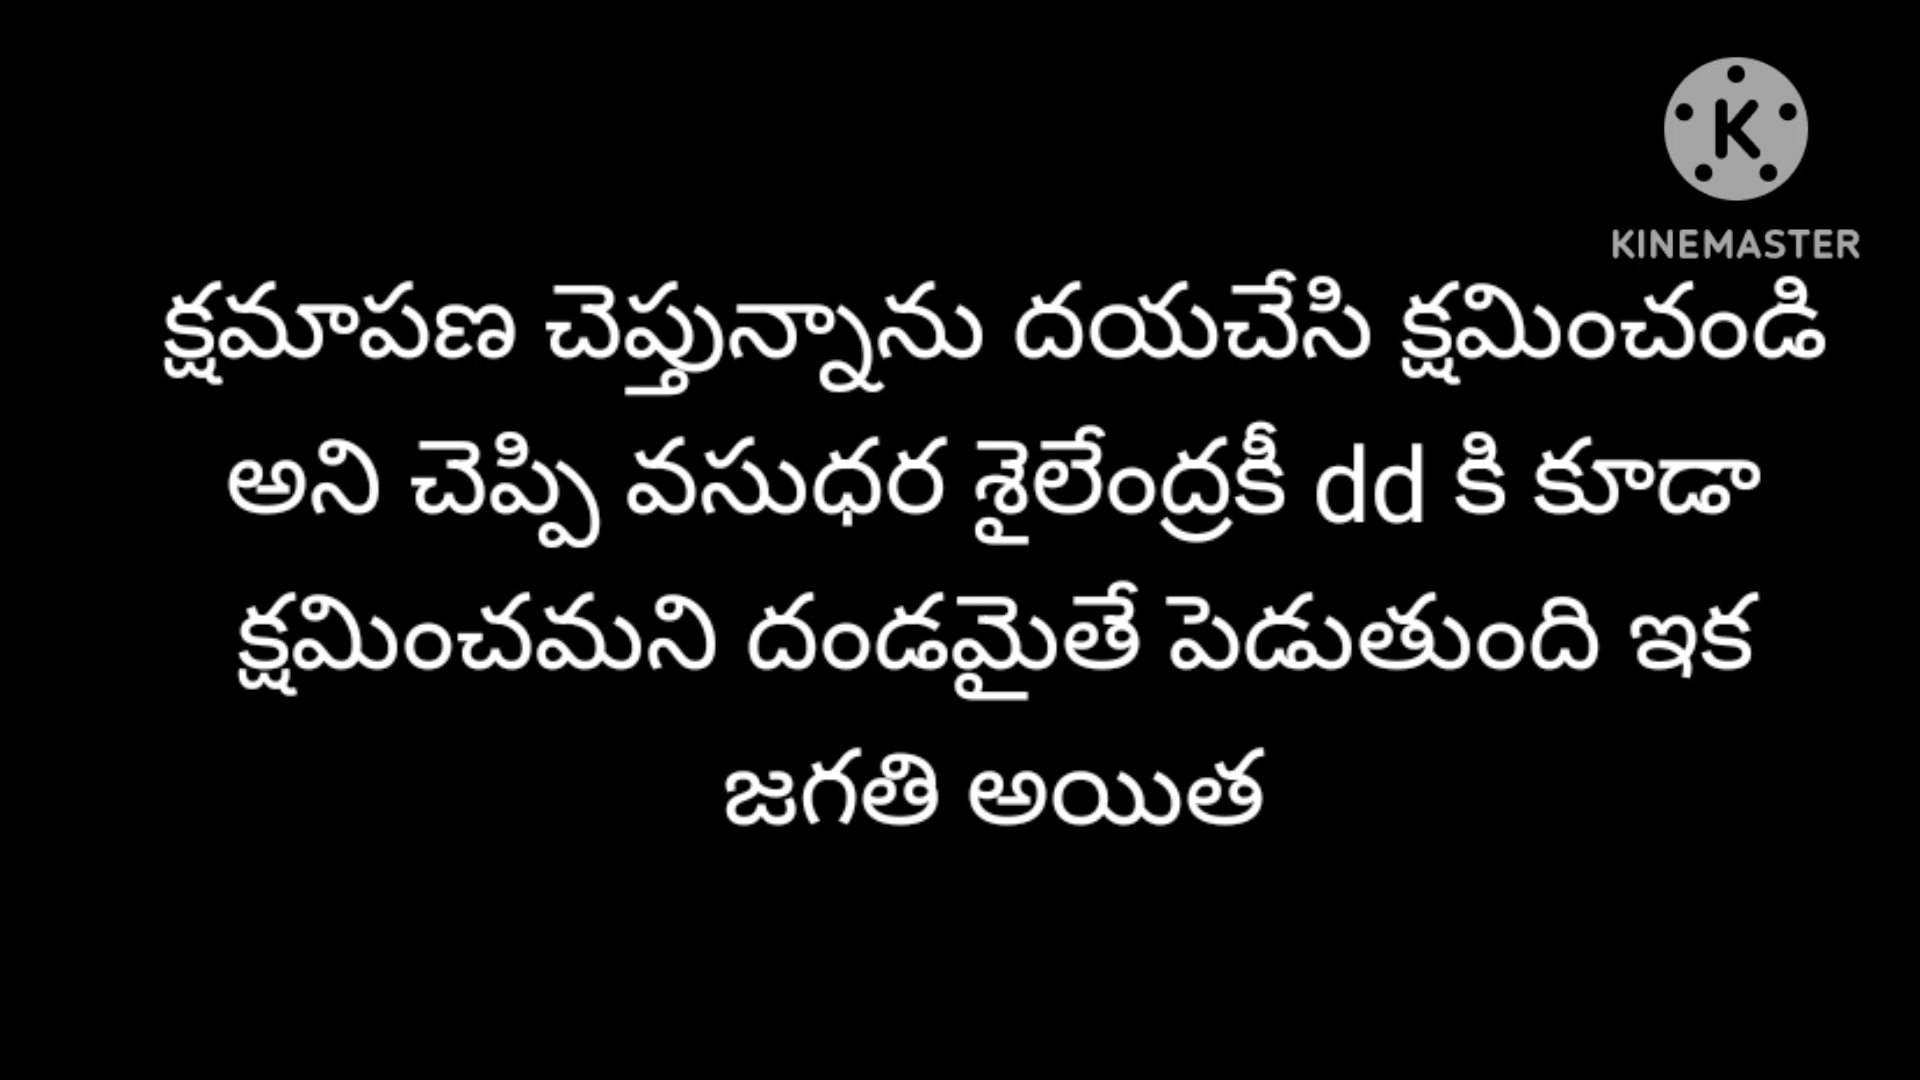 KINEMASTER
క్షమాపణ చెప్తున్నాను దయచేసి క్షమించండి
అని చెప్పి వసుధర శైలేంద్రకీ dd కి కూడా
క్షమించమని దండమైతే పెడుతుంది ఇక
జగతి అయిత